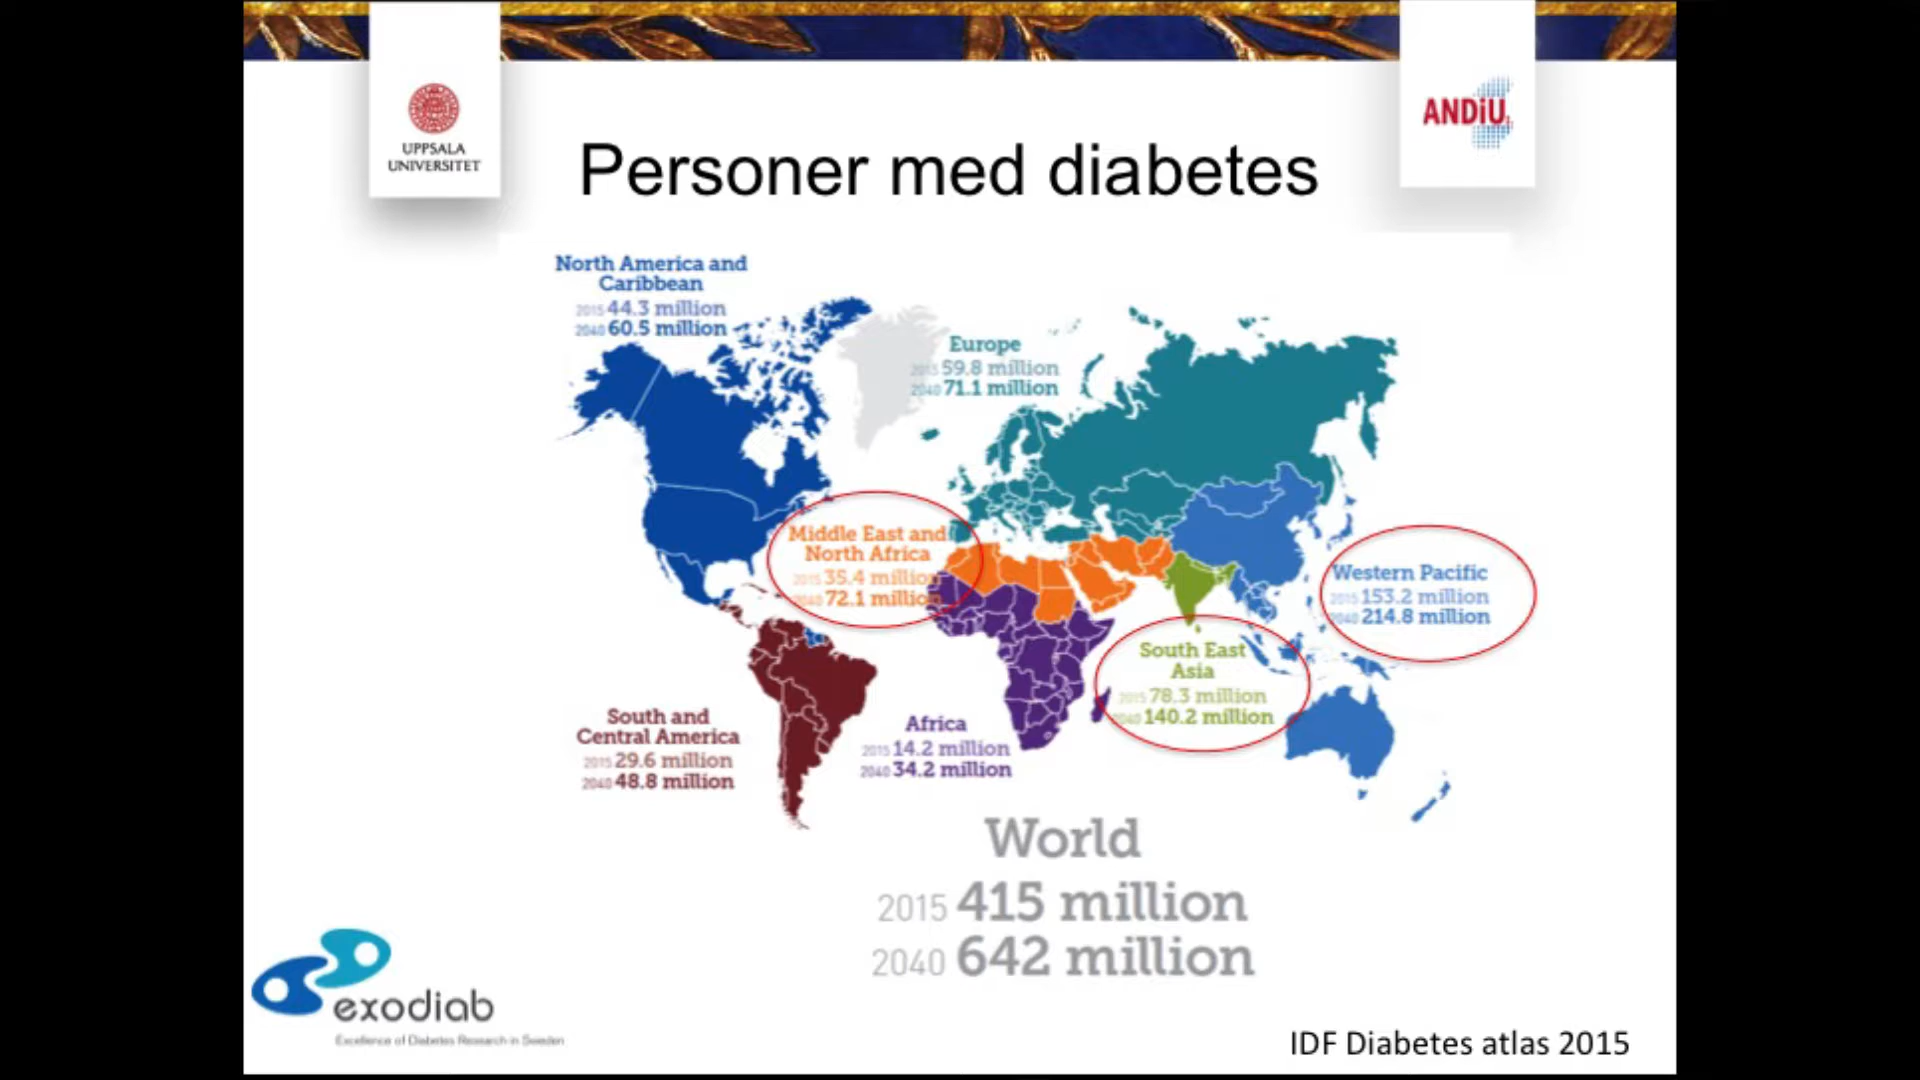 UPPSALA
UNIVERSITET
ANDiU
Personer med diabetes
North America and
Caribbean
2015 44.3 million
2040 60.5 million
Europe
2015 59.8 million
2040 71.1 million
Middle East and
North Africa
2015 35.4 million
2040 72.1 million
Western Pacific
2015 153.2 million
2040 214.8 million
South East
Asia
2015 78.3 million
2040 140.2 million
South and
Central America
2015 29.6 million
2040 48.8 million
Africa
2015 14.2 million
2040 34.2 million
World
2015 415 million
2040 642 million
exodiab
Excellence of Diabetes Research in Sweden
IDF Diabetes atlas 2015